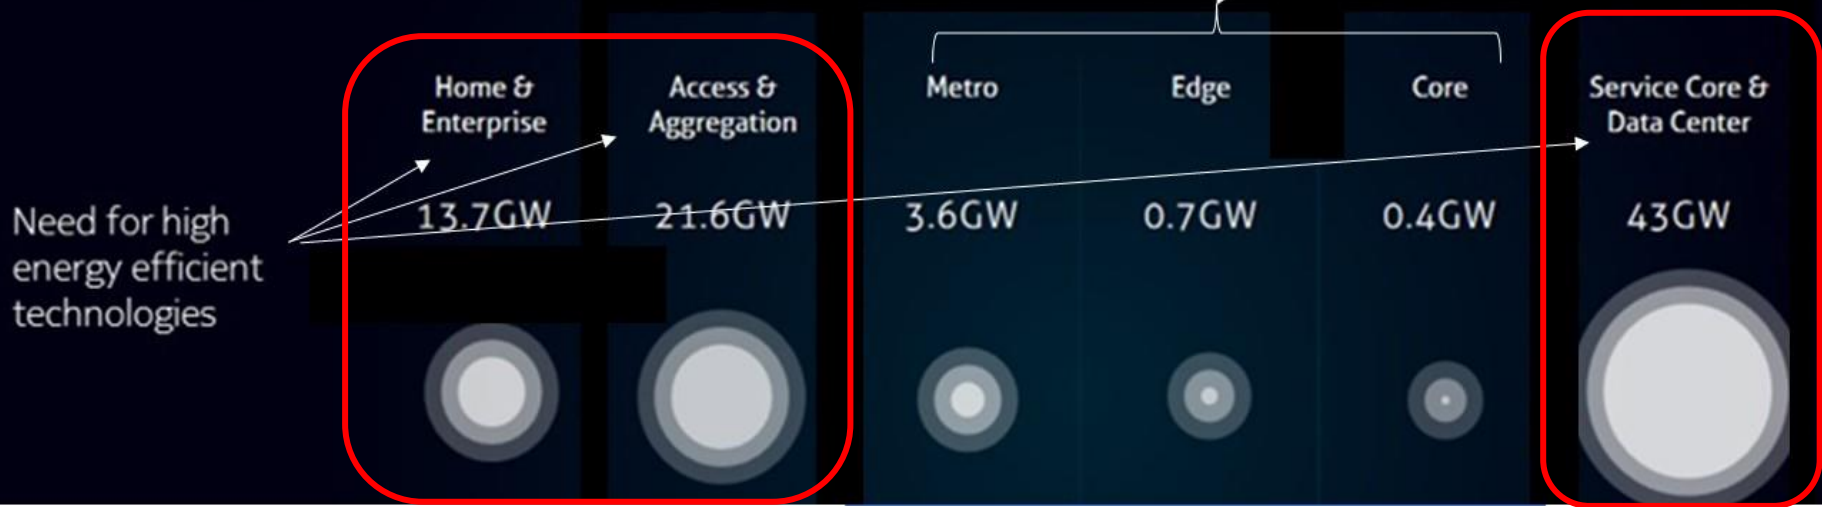 Home &
Enterprise
Access &
Aggregation
Metro
Edge
Core
Service Core &
Data Center
Need for high
energy efficient
technologies
13.7GW
21.6GW
3.6GW
0.7GW
0.4GW
43GW